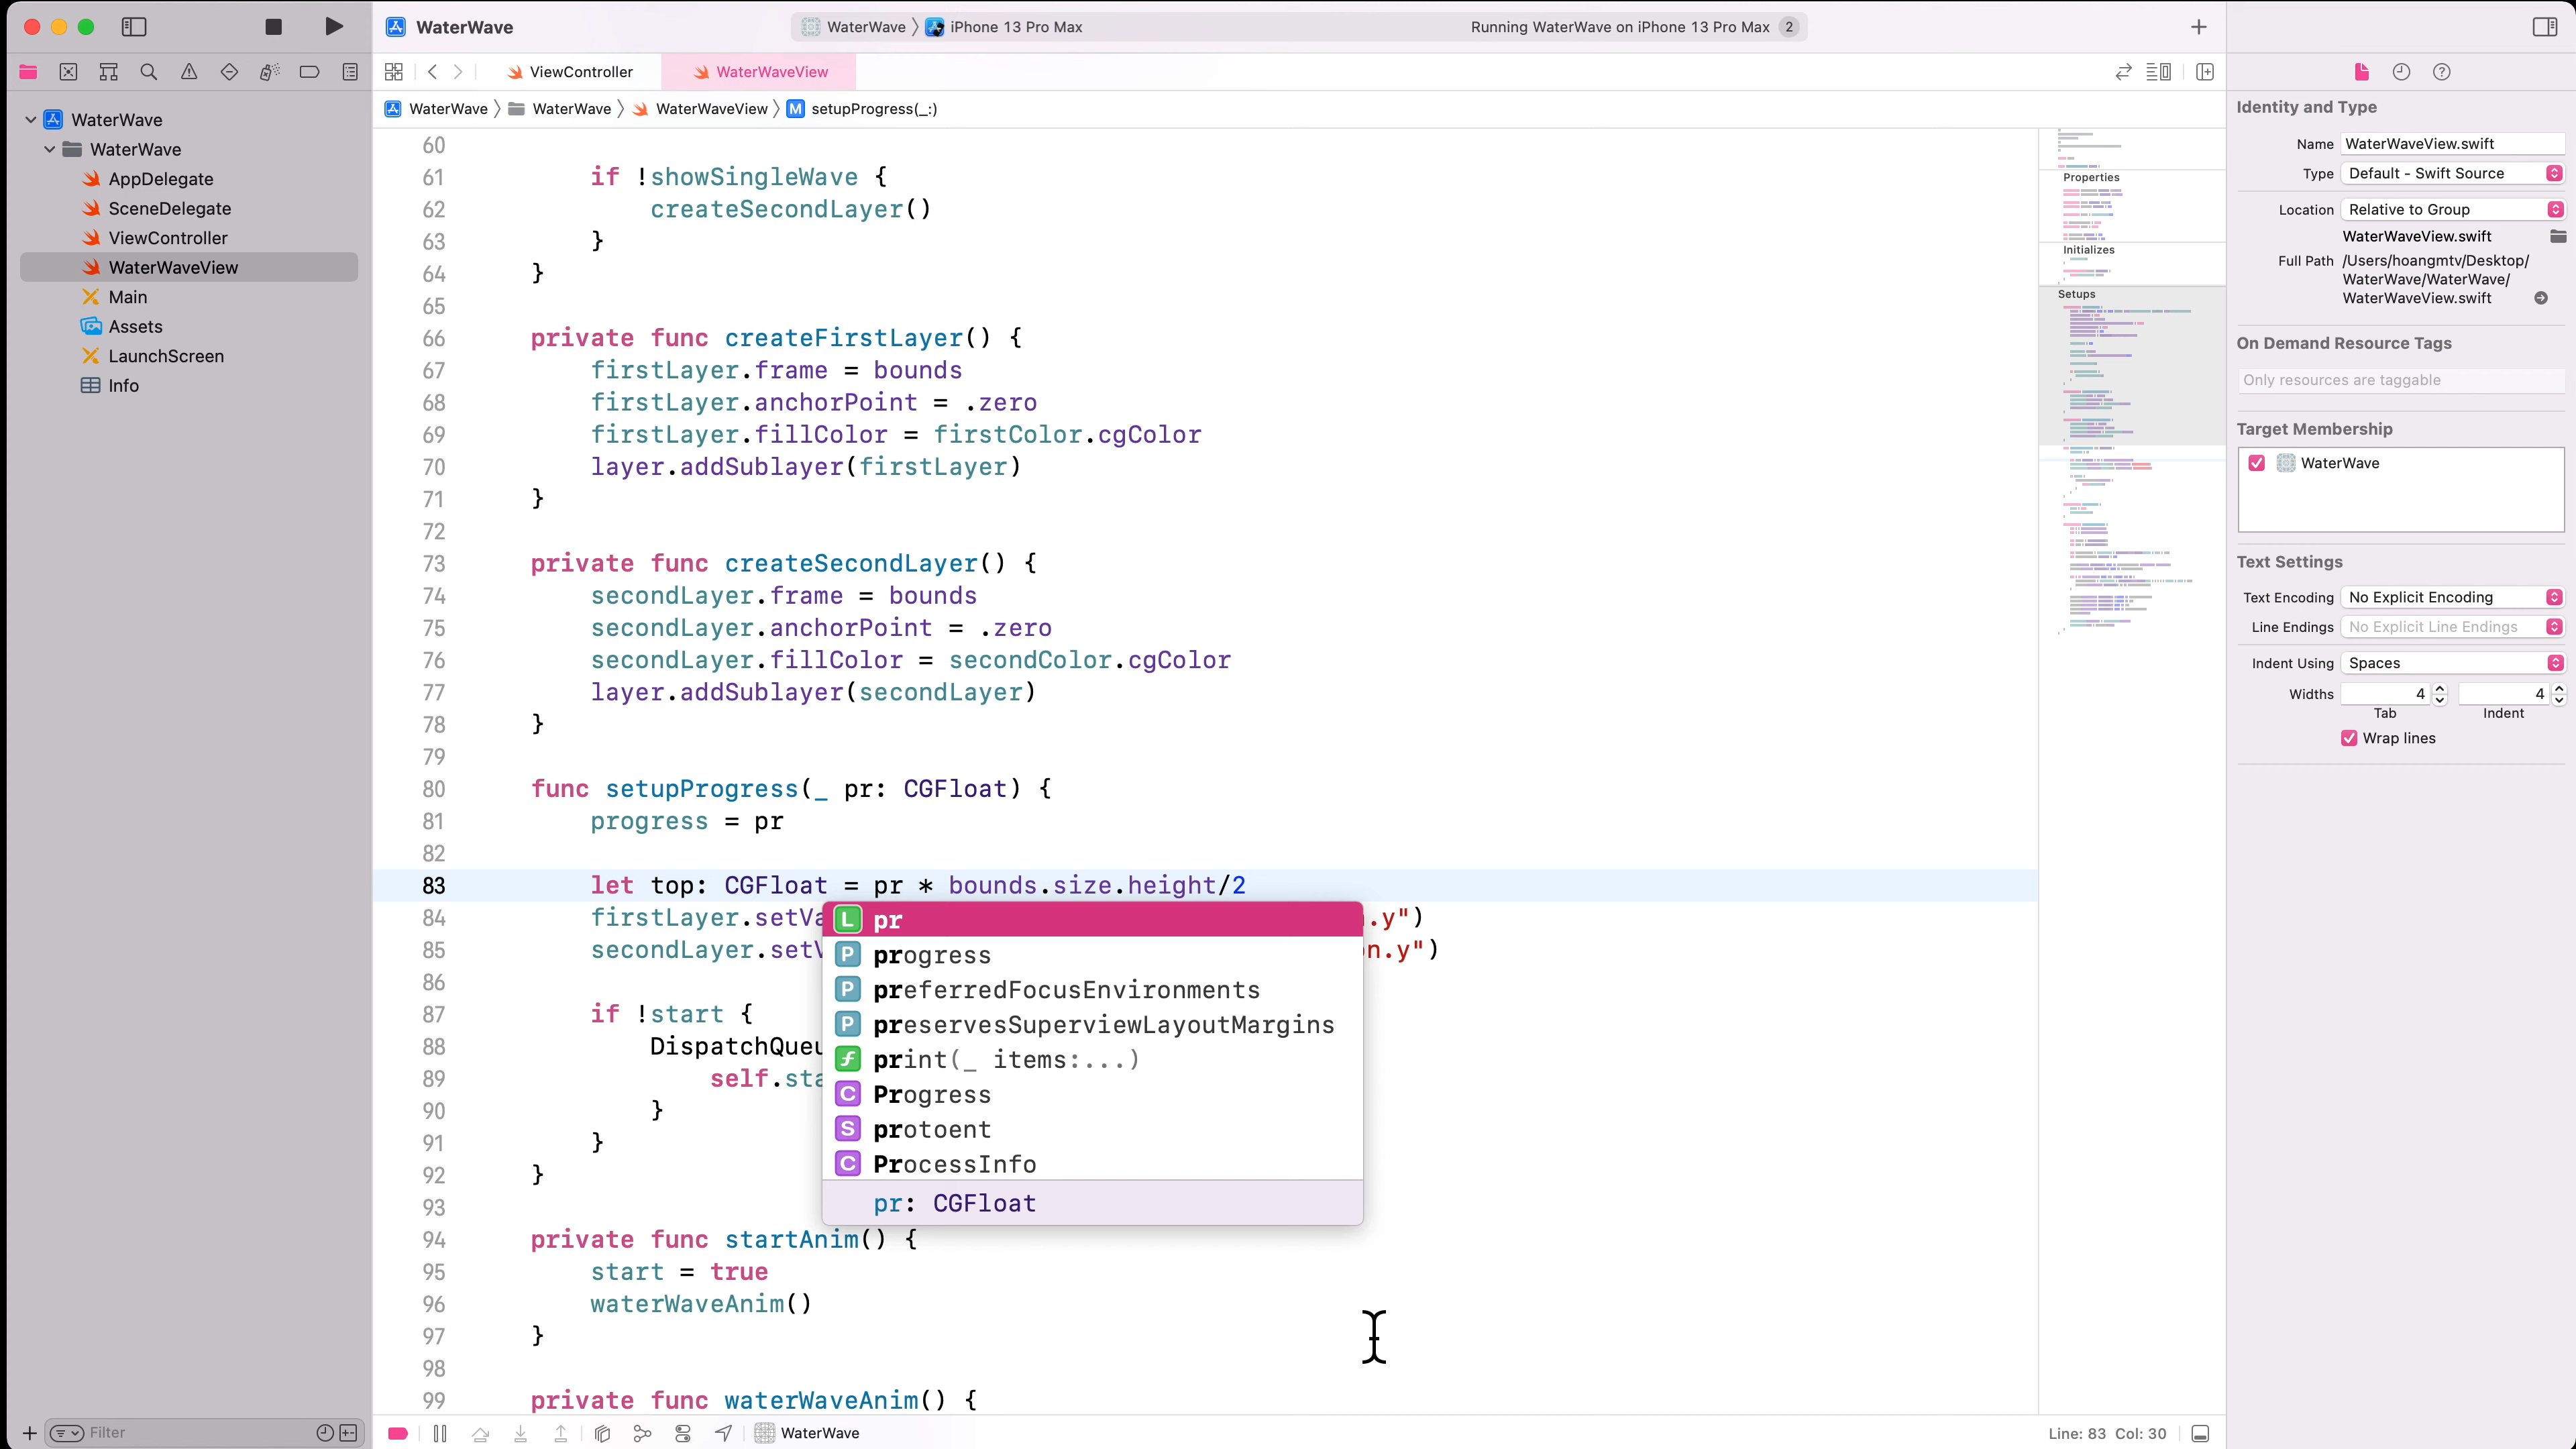 WaterWave
WaterWave 〉 iPhone 13 Pro Max
Running WaterWave on iPhone 13 Pro Max 2
ViewController
WaterWaveView
WaterWave 〉 WaterWave 〉 WaterWaveView 〉 M setupProgress(_:)
WaterWave
WaterWave
AppDelegate
SceneDelegate
ViewController
WaterWaveView
Main
Assets
LaunchScreen
Info
Filter
60
61 if !showSingleWave {
62 createSecondLayer()
63 }
64 }
65
66 private func createFirstLayer() {
67 firstLayer.frame = bounds
68 firstLayer.anchorPoint = .zero
69 firstLayer.fillColor = firstColor.cgColor
70 layer.addSublayer(firstLayer)
71 }
72
73 private func createSecondLayer() {
74 secondLayer.frame = bounds
75 secondLayer.anchorPoint = .zero
76 secondLayer.fillColor = secondColor.cgColor
77 layer.addSublayer(secondLayer)
78 }
79
80 func setupProgress(_ pr: CGFloat) {
81 progress = pr
82
83 let top: CGFloat = pr * bounds.size.height/2
84 firstLayer.setVa .y")
85 secondLayer.setV n.y")
86
87 if !start {
88 DispatchQueu
89 self.sta
90 }
91 }
92 }
93
94 private func startAnim() {
95 start = true
96 waterWaveAnim()
97 }
98
99 private func waterWaveAnim() {
L pr
P progress
P preferredFocusEnvironments
P preservesSuperviewLayoutMargins
f print(_ items:...)
C Progress
S protoent
C ProcessInfo
pr: CGFloat
Properties
Initializes
Setups
WaterWave
Line: 83 Col: 30
Identity and Type
Name WaterWaveView.swift
Type Default - Swift Source
Location Relative to Group
WaterWaveView.swift
Full Path /Users/hoangmtv/Desktop/
WaterWave/WaterWave/
WaterWaveView.swift
On Demand Resource Tags
Only resources are taggable
Target Membership
WaterWave
Text Settings
Text Encoding No Explicit Encoding
Line Endings No Explicit Line Endings
Indent Using Spaces
Widths 4 4
Tab Indent
Wrap lines